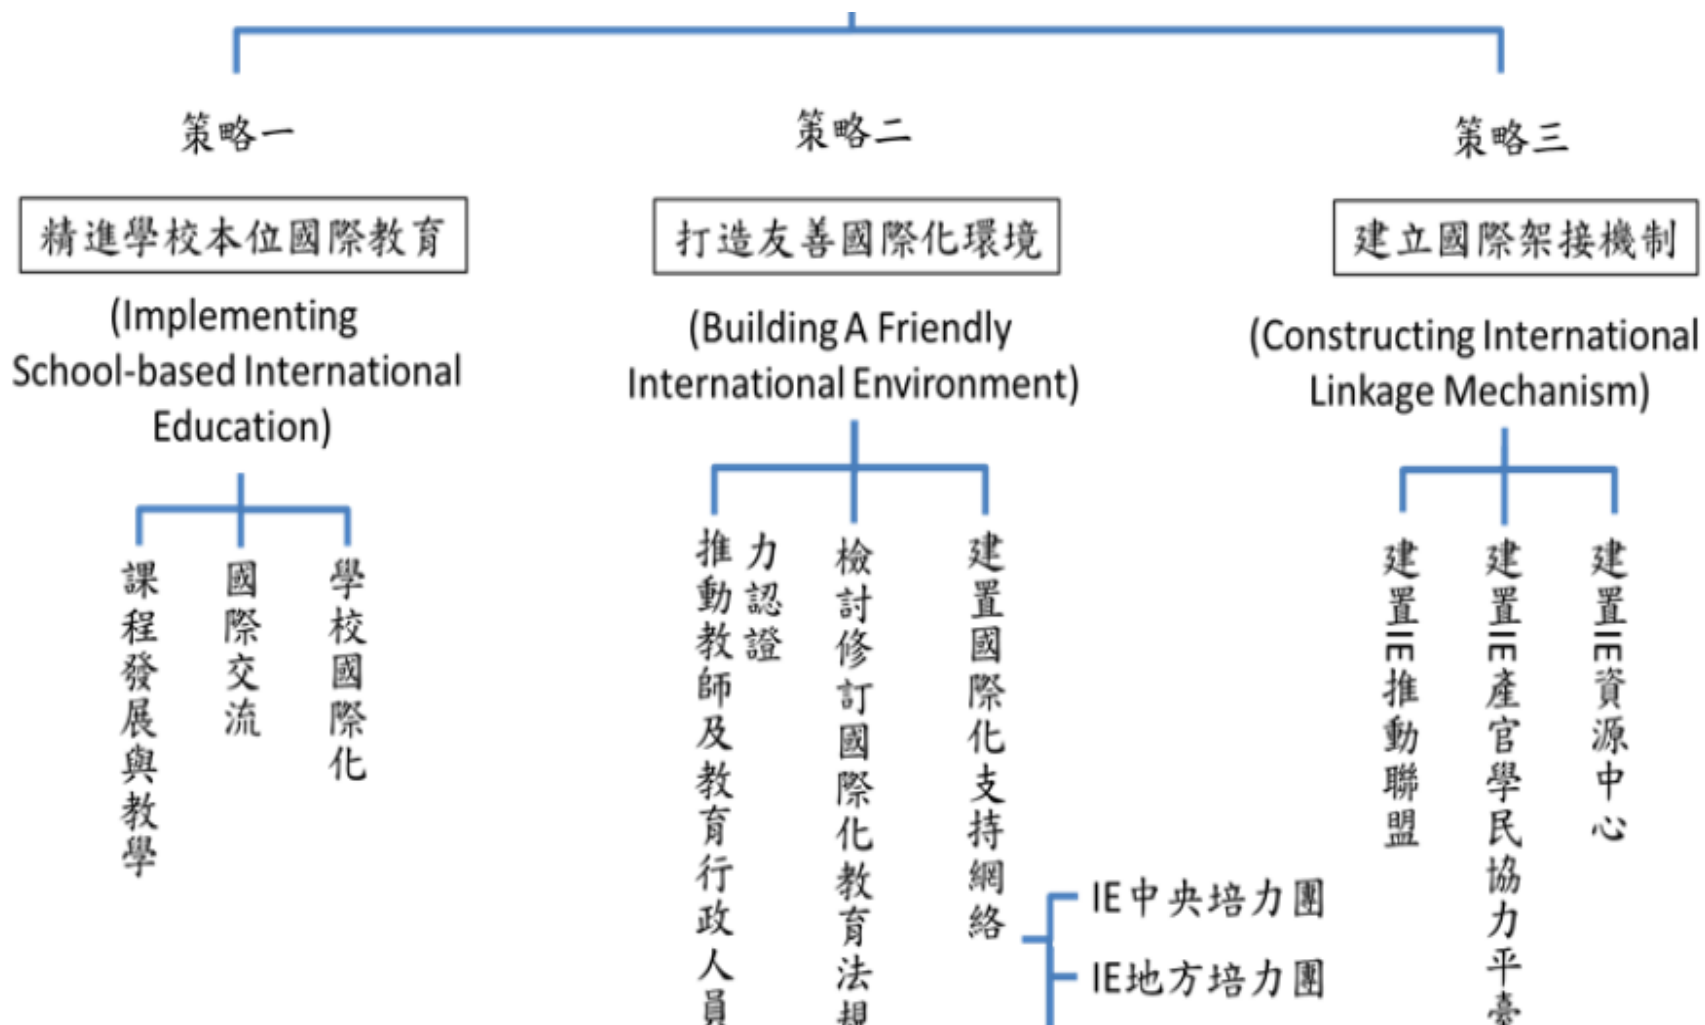 策略一
精進學校本位國際教育
(Implementing
School-based International
Education)
課程發展與教學
國際交流
學校國際化
策略二
打造友善國際化環境
(Building A Friendly
International Environment)
推動教師及教育行政人員
力認證
檢討修訂國際化教育法規
建置國際化支持網絡
IE中央培力團
IE地方培力團
策略三
建立國際架接機制
(Constructing International
Linkage Mechanism)
建置IE推動聯盟
建置IE產官學民協力平臺
建置IE資源中心